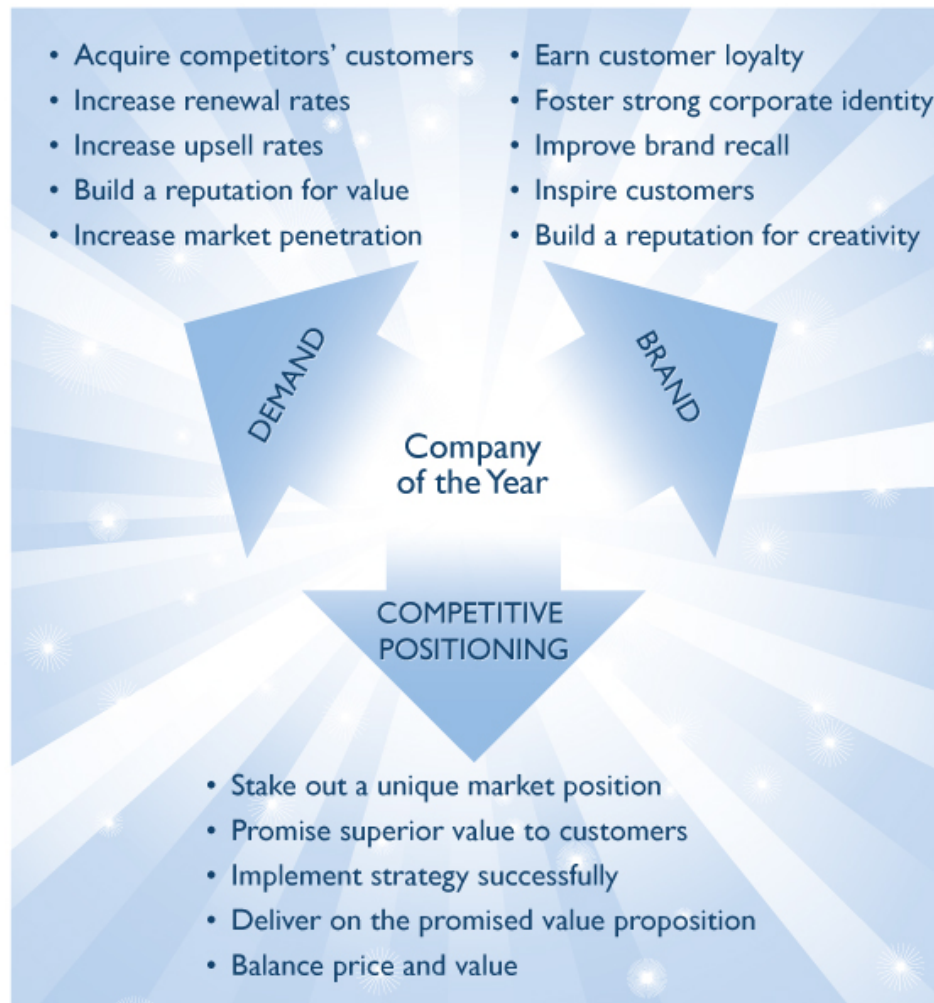 • Acquire competitors’ customers
• Increase renewal rates
• Increase upsell rates
• Build a reputation for value
• Increase market penetration
• Earn customer loyalty
• Foster strong corporate identity
• Improve brand recall
• Inspire customers
• Build a reputation for creativity
DEMAND
BRAND
Company
of the Year
COMPETITIVE
POSITIONING
• Stake out a unique market position
• Promise superior value to customers
• Implement strategy successfully
• Deliver on the promised value proposition
• Balance price and value